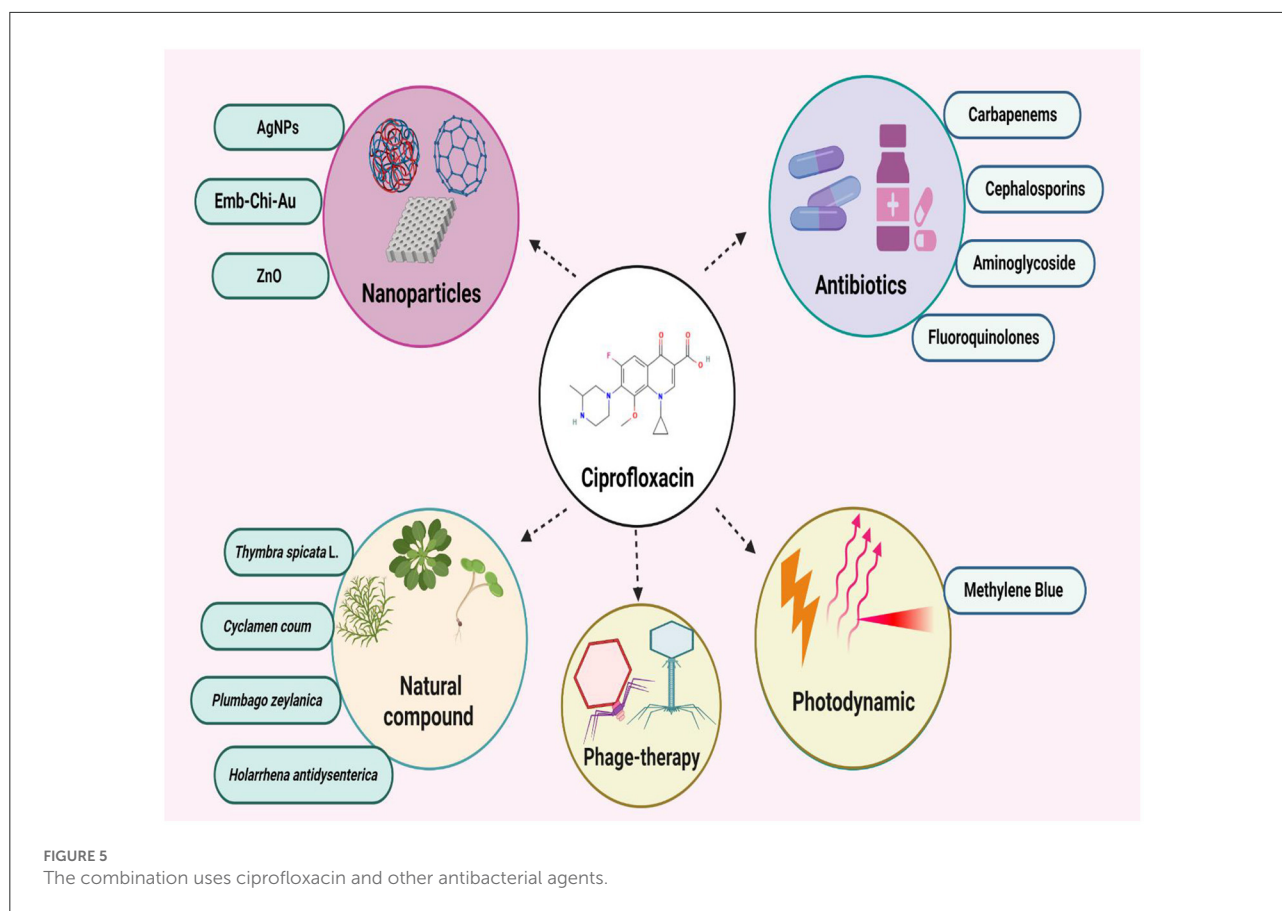 AgNPs
Emb-Chi-Au
ZnO
Nanoparticles
Carbapenems
Cephalosporins
Aminoglycoside
Fluoroquinolones
Antibiotics
F
O
O
O
H
N
N
N
H
O
Ciprofloxacin
Thymbra spicata L.
Cyclamen coum
Plumbago zeylanica
Holarrhena antidysenterica
Natural
compound
Phage-therapy
Methylene Blue
Photodynamic
FIGURE 5
The combination uses ciprofloxacin and other antibacterial agents.